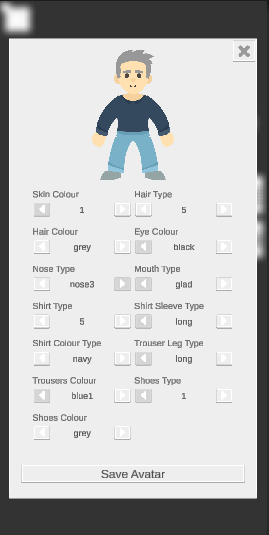 Skin Colour Hair Type
1 5
Hair Colour Eye Colour
grey black
Nose Type Mouth Type
nose3 glad
Shirt Type Shirt Sleeve Type
5 long
Shirt Colour Type Trouser Leg Type
navy long
Trousers Colour Shoes Type
blue1 1
Shoes Colour
grey
Save Avatar